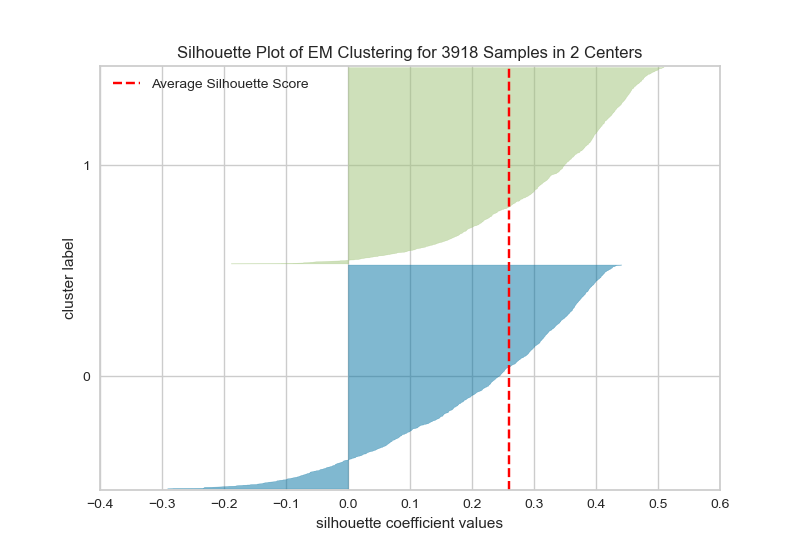 Silhouette Plot of EM Clustering for 3918 Samples in 2 Centers
Average Silhouette Score
1
0
cluster label
−0.4 −0.3 −0.2 −0.1 0.0 0.1 0.2 0.3 0.4 0.5 0.6
silhouette coefficient values